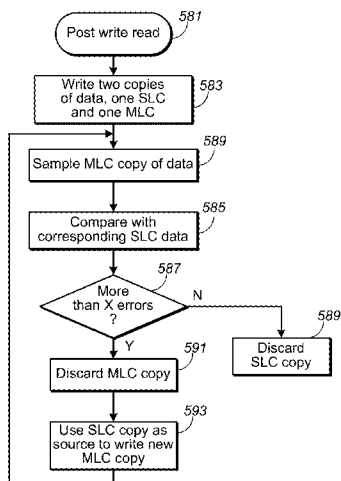 Post write read
581
Write two copies
of data, one SLC
and one MLC
583
Sample MLC copy of data
589
Compare with
corresponding SLC data
585
More
than X errors
?
587
N
Y
Discard
SLC copy
589
Discard MLC copy
591
Use SLC copy as
source to write new
MLC copy
593